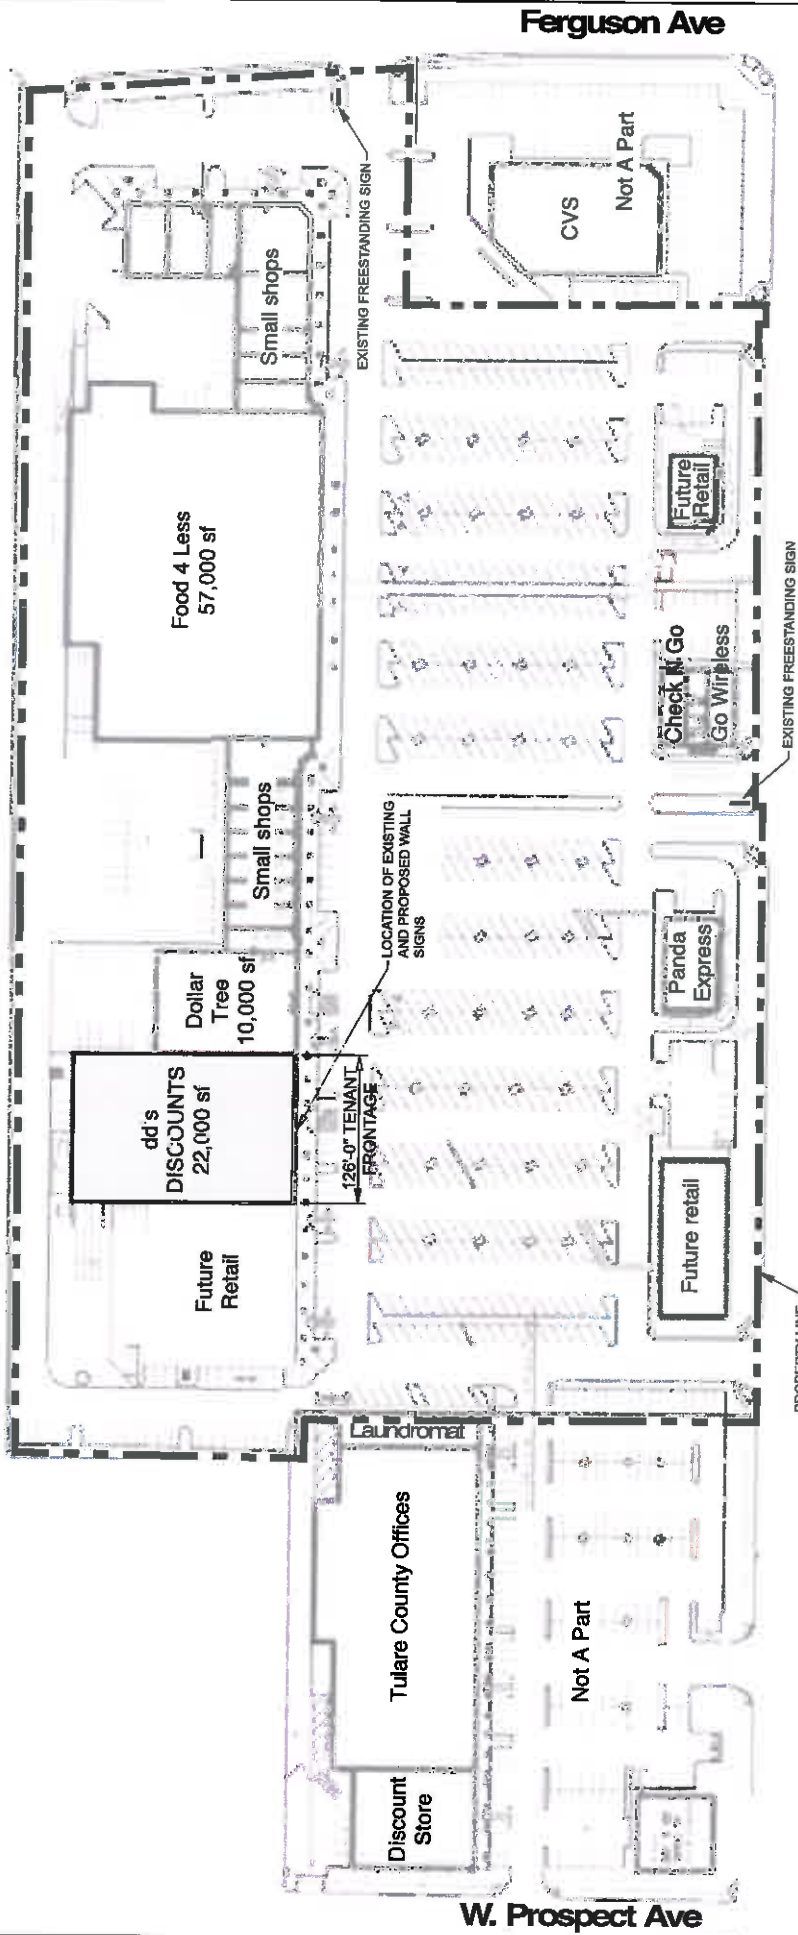 Ferguson Ave
EXISTING FREESTANDING SIGN
CVS
Not A Part
Small shops
Food 4 Less
57,000 sf
Future
Retail
Check N Go
Go Wireless
EXISTING FREESTANDING SIGN
Small shops
LOCATION OF EXISTING
AND PROPOSED WALL
SIGNS
Dollar
Tree
10,000 sf
Panda
Express
dd's
DISCOUNTS
22,000 sf
126'-0" TENANT
FRONTAGE
Future
Retail
Future retail
PROPERTY LINE
Laundromat
Tulare County Offices
Not A Part
Discount
Store
W. Prospect Ave